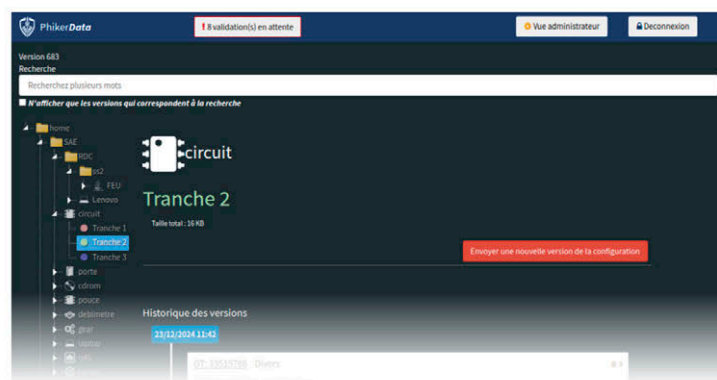 PhikerData
! 8 validation(s) en attente
Vue administrateur
Deconnexion
Version 683
Recherche
Recherchez plusieurs mots
N'afficher que les versions qui correspondent à la recherche
home
SAE
RDC
ss2
FEU
Lenovo
circuit
Tranche 1
Tranche 2
Tranche 3
porte
cdrom
pouce
debimetre
gear
laptop
circuit
Tranche 2
Taille total : 16 KB
Envoyer une nouvelle version de la configuration
Historique des versions
23/12/2024 11:42
Divers